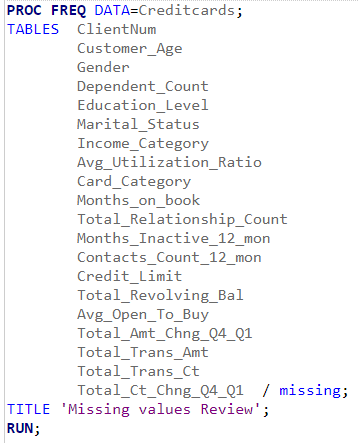 PROC FREQ DATA=Creditcards;
TABLES ClientNum
Customer_Age
Gender
Dependent_Count
Education_Level
Marital_Status
Income_Category
Avg_Utilization_Ratio
Card_Category
Months_on_book
Total_Relationship_Count
Months_Inactive_12_mon
Contacts_Count_12_mon
Credit_Limit
Total_Revolving_Bal
Avg_Open_To_Buy
Total_Amt_Chng_Q4_Q1
Total_Trans_Amt
Total_Trans_Ct
Total_Ct_Chng_Q4_Q1 / missing;
TITLE 'Missing values Review';
RUN;